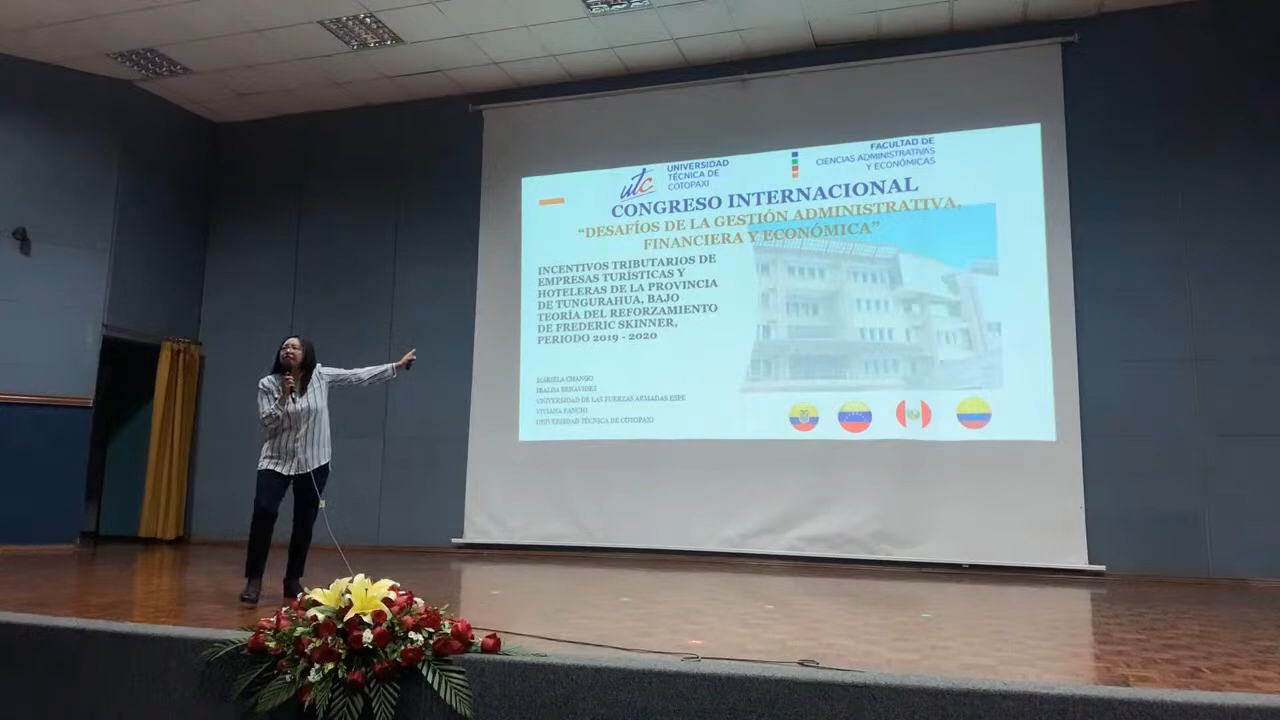 utc
UNIVERSIDAD
TÉCNICA DE
COTOPAXI
FACULTAD DE
CIENCIAS ADMINISTRATIVAS
Y ECONÓMICAS
CONGRESO INTERNACIONAL
“DESAFÍOS DE LA GESTIÓN ADMINISTRATIVA,
FINANCIERA Y ECONÓMICA”
INCENTIVOS TRIBUTARIOS DE
EMPRESAS TURÍSTICAS Y
HOTELERAS DE LA PROVINCIA
DE TUNGURAHUA, BAJO
TEORÍA DEL REFORZAMIENTO
DE FREDERIC SKINNER,
PERIODO 2019 - 2020
MARIELA CHANGO
BENAVIDES
UNIVERSIDAD DE LAS FUERZAS ARMADAS ESPE
VIVIANA PANCHI
UNIVERSIDAD TÉCNICA DE COTOPAXI